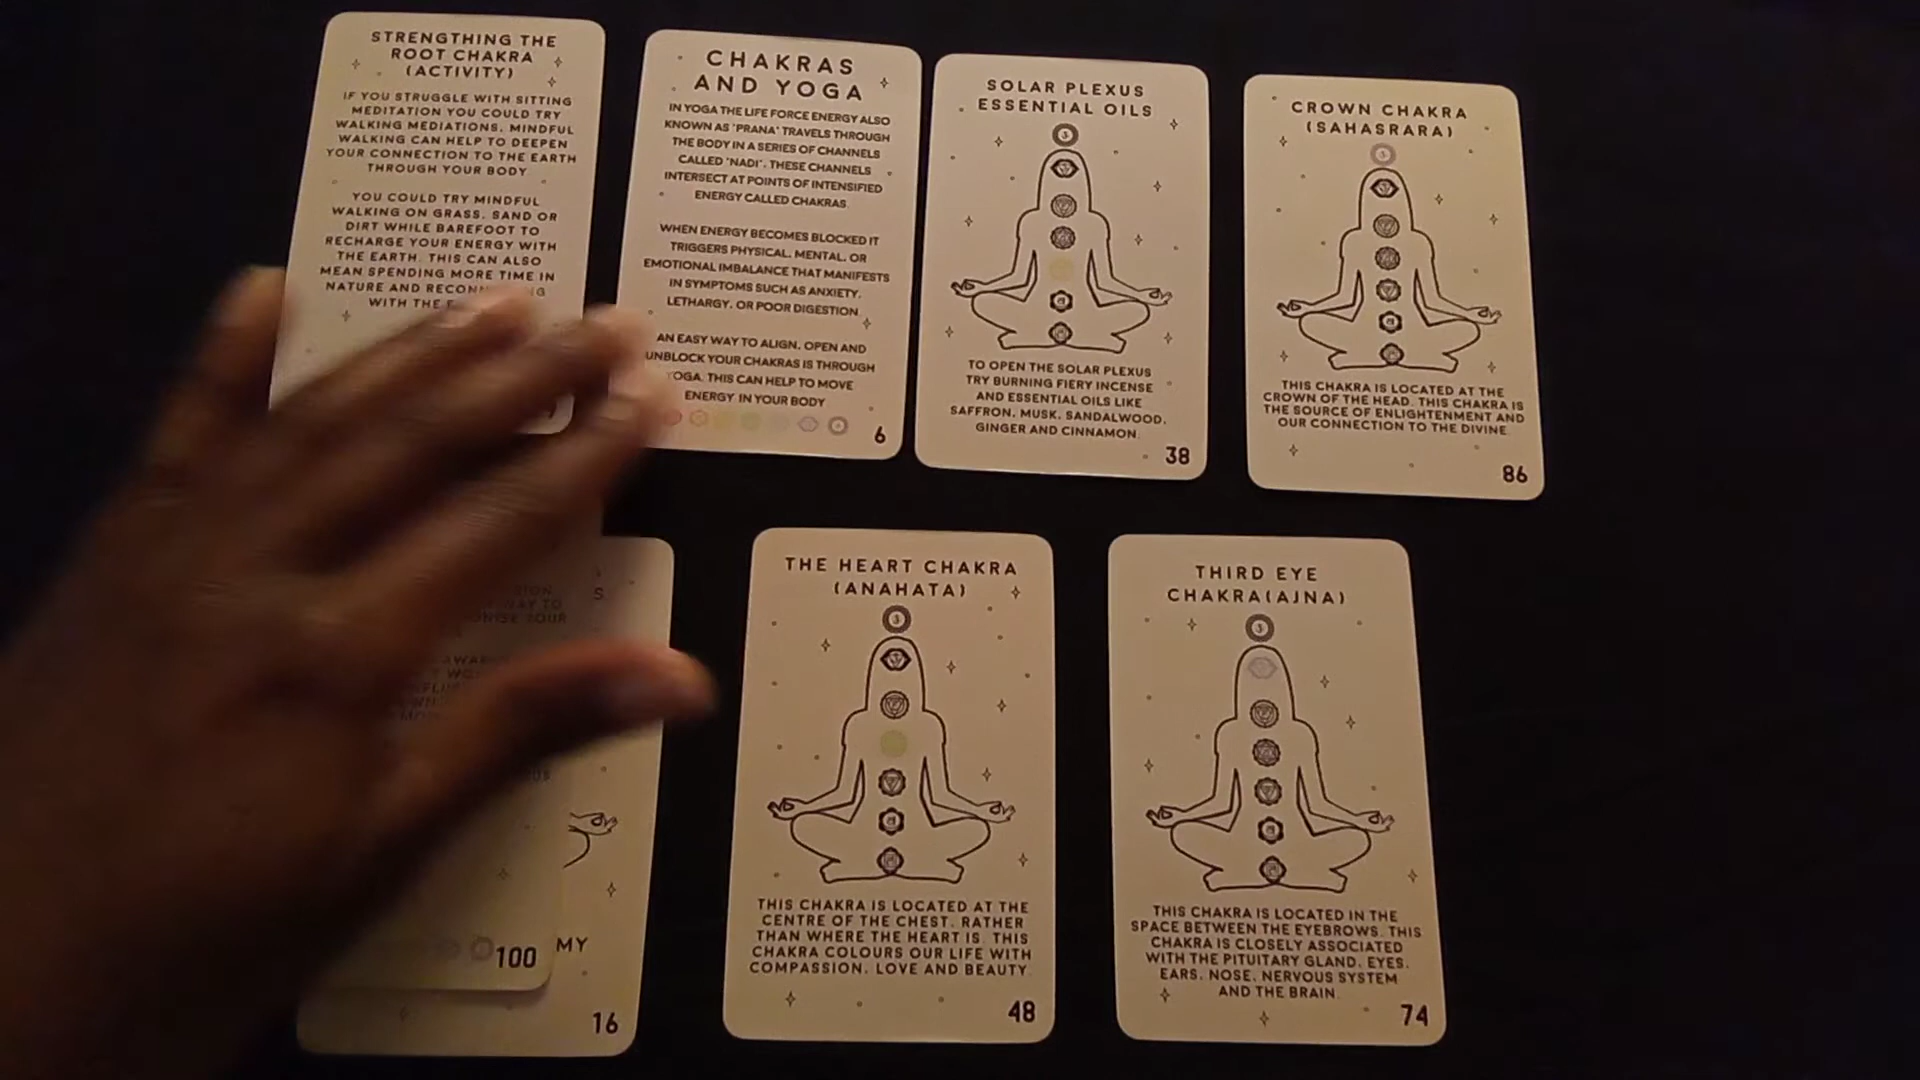 STRENGTHING THE
ROOT CHAKRA
(ACTIVITY)
IF YOU STRUGGLE WITH SITTING
MEDITATION YOU COULD TRY
WALKING MEDIATIONS. MINDFUL
WALKING CAN HELP TO DEEPEN
YOUR CONNECTION TO THE EARTH
THROUGH YOUR BODY
YOU COULD TRY MINDFUL
WALKING ON GRASS, SAND OR
DIRT WHILE BAREFOOT TO
RECHARGE YOUR ENERGY WITH
THE EARTH. THIS CAN ALSO
MEAN SPENDING MORE TIME IN
NATURE AND
WITH THE
CHAKRAS
AND YOGA
IN YOGA THE LIFE FORCE ENERGY ALSO
KNOWN AS "PRANA" TRAVELS THROUGH
THE BODY IN A SERIES OF CHANNELS
CALLED "NADI". THESE CHANNELS
INTERSECT AT POINTS OF INTENSIFIED
ENERGY CALLED CHAKRAS
WHEN ENERGY BECOMES BLOCKED IT
TRIGGERS PHYSICAL, MENTAL, OR
EMOTIONAL IMBALANCE THAT MANIFESTS
IN SYMPTOMS SUCH AS ANXIETY,
LETHARGY, OR POOR DIGESTION
AN EASY WAY TO ALIGN, OPEN AND
UNBLOCK YOUR CHAKRAS IS THROUGH
YOGA. THIS CAN HELP TO MOVE
ENERGY IN YOUR BODY
6
SOLAR PLEXUS
ESSENTIAL OILS
TO OPEN THE SOLAR PLEXUS
TRY BURNING FIERY INCENSE
AND ESSENTIAL OILS LIKE
SAFFRON, MUSK, SANDALWOOD,
GINGER AND CINNAMON.
38
CROWN CHAKRA
(SAHASRARA)
THIS CHAKRA IS LOCATED AT THE
CROWN OF THE HEAD. THIS CHAKRA IS
THE SOURCE OF ENLIGHTENMENT AND
OUR CONNECTION TO THE DIVINE.
86
WAY TO
YOUR
100
MY
16
THE HEART CHAKRA
(ANAHATA)
THIS CHAKRA IS LOCATED AT THE
CENTRE OF THE CHEST, RATHER
THAN WHERE THE HEART IS. THIS
CHAKRA COLOURS OUR LIFE WITH
COMPASSION, LOVE AND BEAUTY
48
THIRD EYE
CHAKRA(AJNA)
THIS CHAKRA IS LOCATED IN THE
SPACE BETWEEN THE EYEBROWS. THIS
CHAKRA IS CLOSELY ASSOCIATED
WITH THE PITUITARY GLAND, EYES,
EARS, NOSE, NERVOUS SYSTEM
AND THE BRAIN.
74